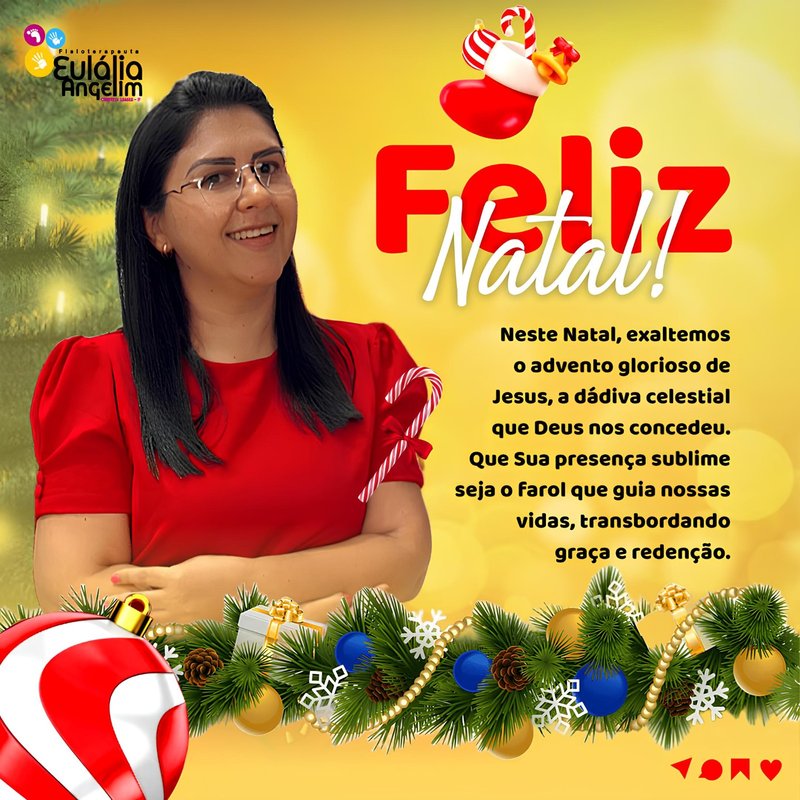 Fisioterapeuta
Eulália
Angelim
Feliz
Natal!
Neste Natal, exaltemos
o advento glorioso de
Jesus, a dádiva celestial
que Deus nos concedeu.
Que Sua presença sublime
seja o farol que guia nossas
vidas, transbordando
graça e redenção.